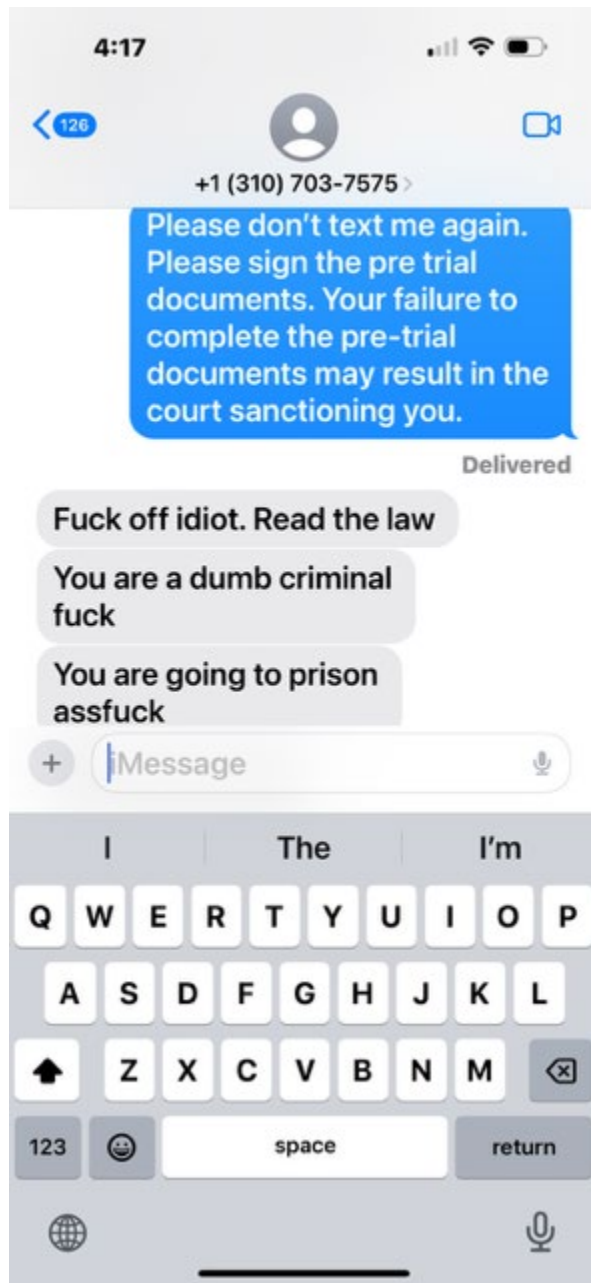 4:17
126
+1 (310) 703-7575 >
Please don't text me again.
Please sign the pre trial
documents. Your failure to
complete the pre-trial
documents may result in the
court sanctioning you.
Delivered
Fuck off idiot. Read the law
You are a dumb criminal
fuck
You are going to prison
assfuck
iMessage
I The I'm
Q W E R T Y U I O P
A S D F G H J K L
Z X C V B N M
123 space return